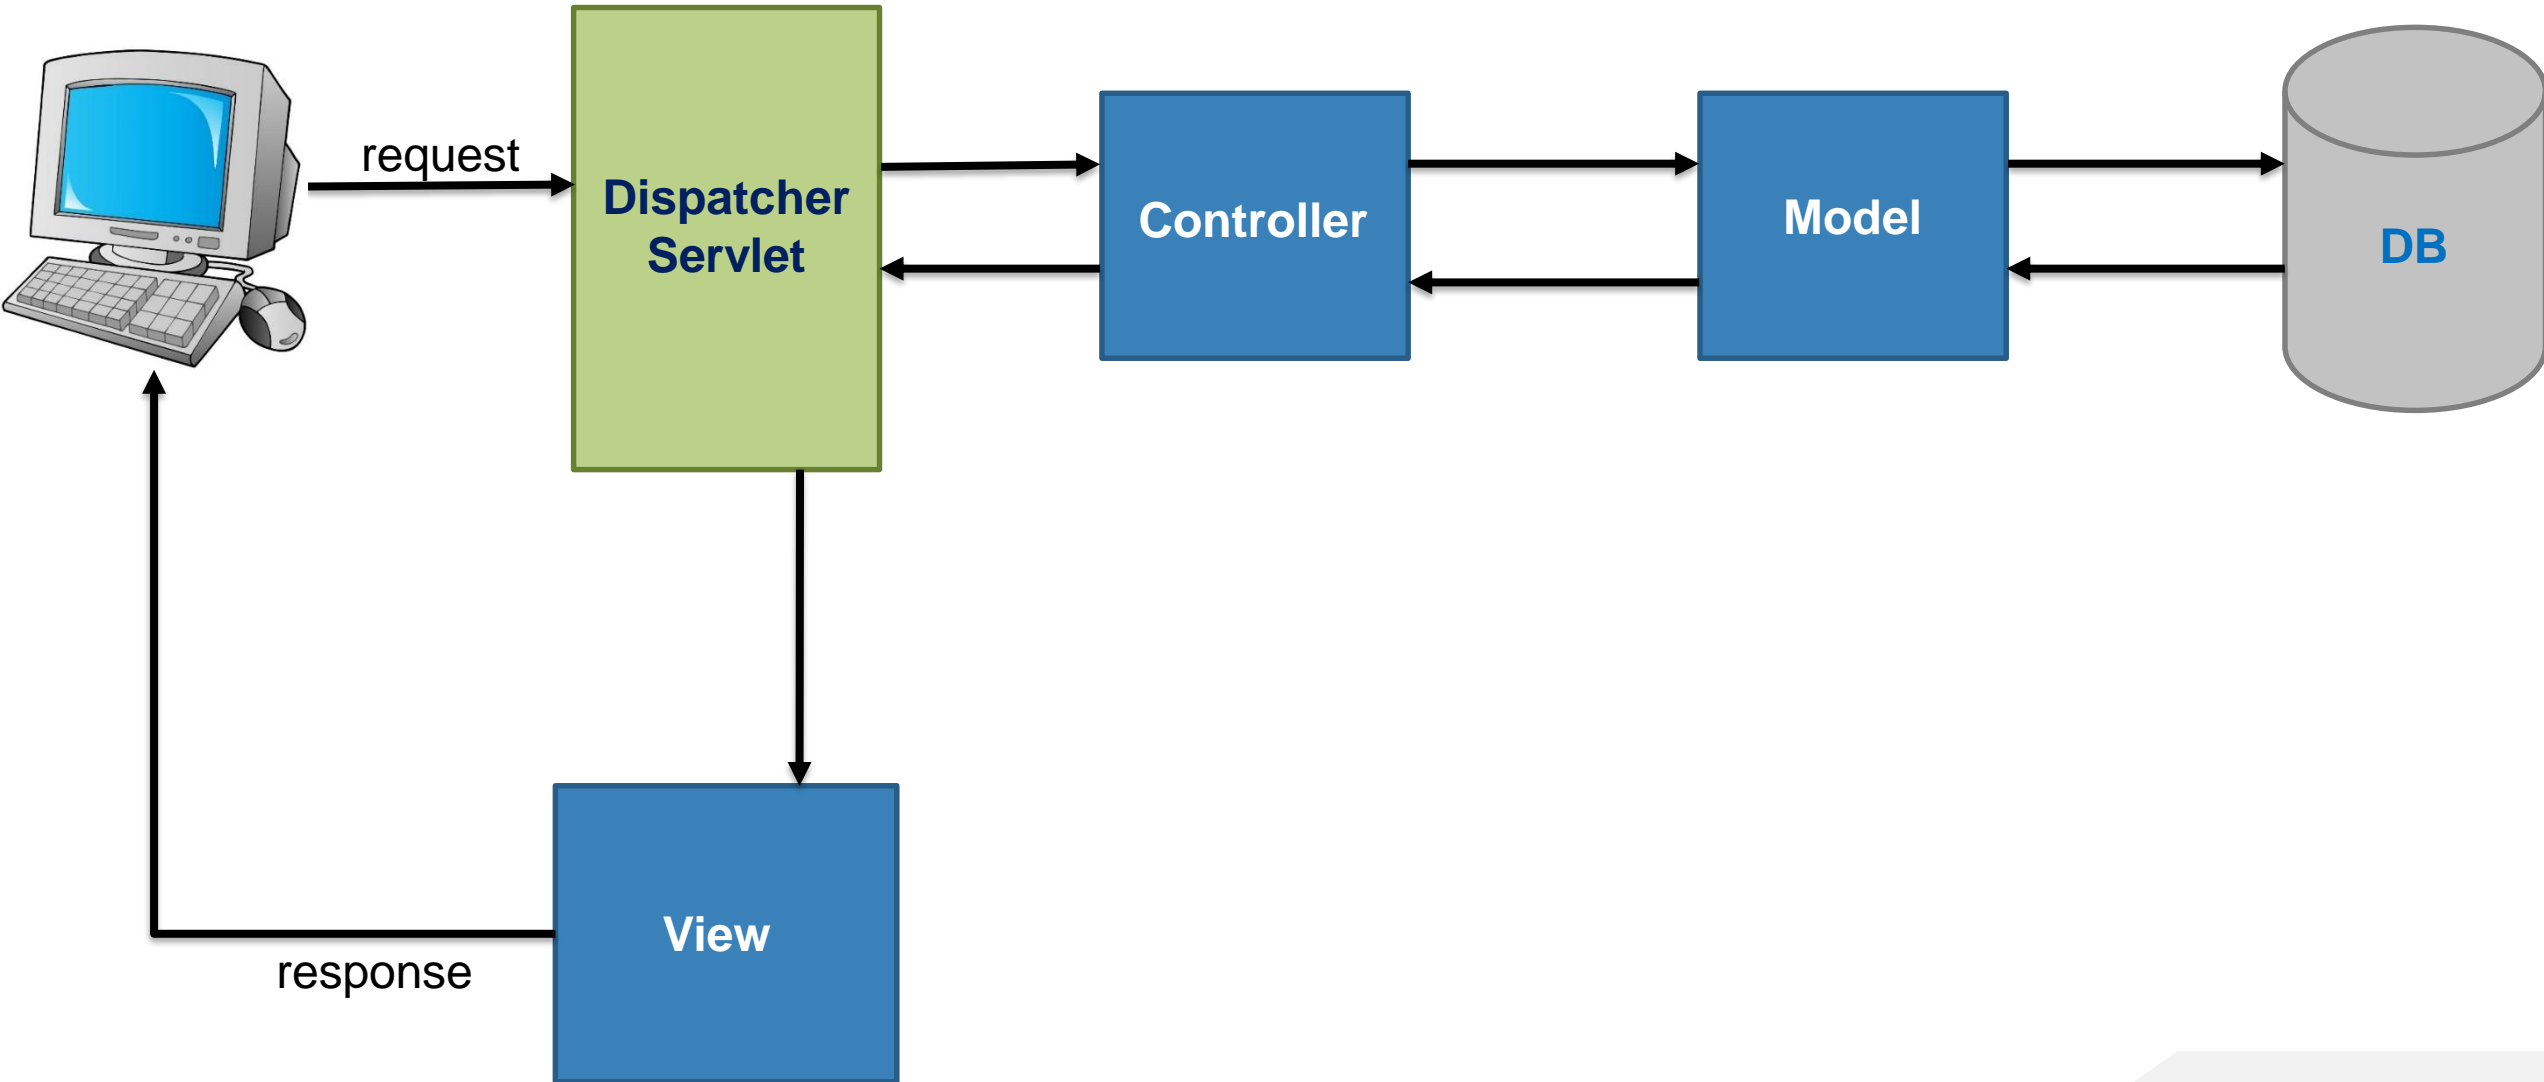 request
Dispatcher
Servlet
Controller
Model
DB
View
response